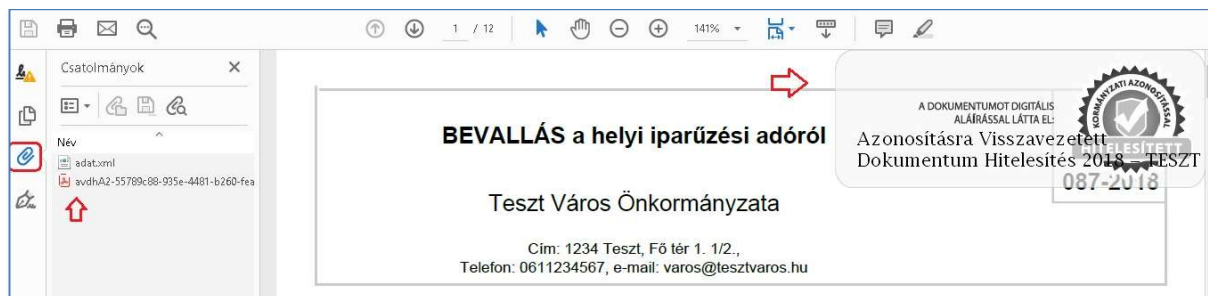 1 / 12
141%
Csatolmányok
Név
adat.xml
avdhA2-55789c88-935e-4481-b260-fea
BEVALLÁS a helyi iparűzési adóról
Teszt Város Önkormányzata
Cím: 1234 Teszt, Fő tér 1. 1/2.,
Telefon: 0611234567, e-mail: varos@tesztvaros.hu
A DOKUMENTUMOT DIGITÁLIS
ALÁÍRÁSSAL LÁTTA EL:
Azonosításra Visszavezetett
Dokumentum Hitelesítés 2018 – TESZT
KORMÁNYZATI AZONOSÍTÁSSAL
HITELESÍTETT
087-2018